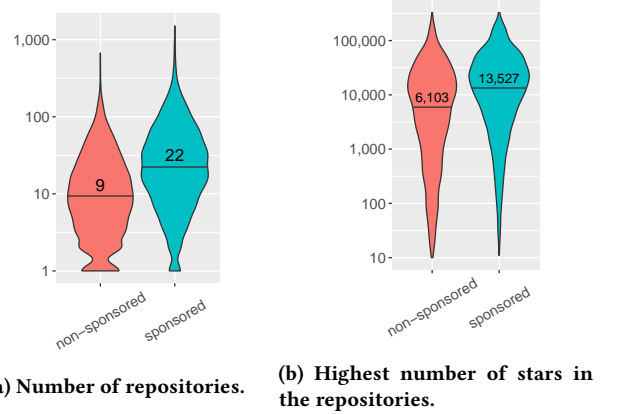 1,000
100
10
1
9
22
non−sponsored
sponsored
a) Number of repositories.
100,000
10,000
1,000
100
10
6,103
13,527
non−sponsored
sponsored
(b) Highest number of stars in
the repositories.